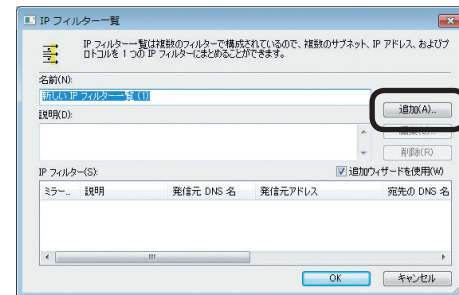 IP フィルター一覧
IP フィルター一覧は複数のフィルターで構成されているので、複数のサブネット、IP アドレス、およびプ
ロトコルを 1 つの IP フィルターにまとめることができます。
名前(N):
新しい IP フィルター一覧 (1)
追加(A)...
説明(D):
編集(E)...
削除(R)
IP フィルター(S):
追加ウィザードを使用(W)
ミラー... 説明 発信元 DNS 名 発信元アドレス 宛先の DNS 名
OK キャンセル